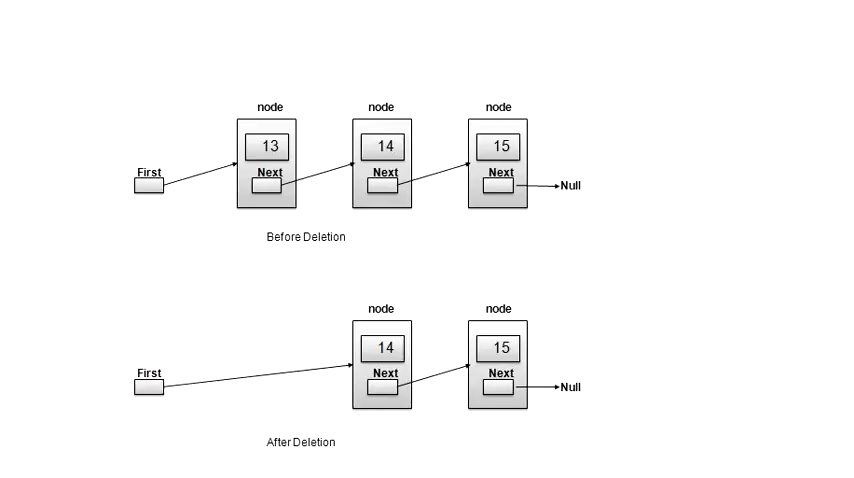 node node node
13 14 15
First Next Next Next
Null
Before Deletion
node node
14 15
First Next Next
Null
After Deletion